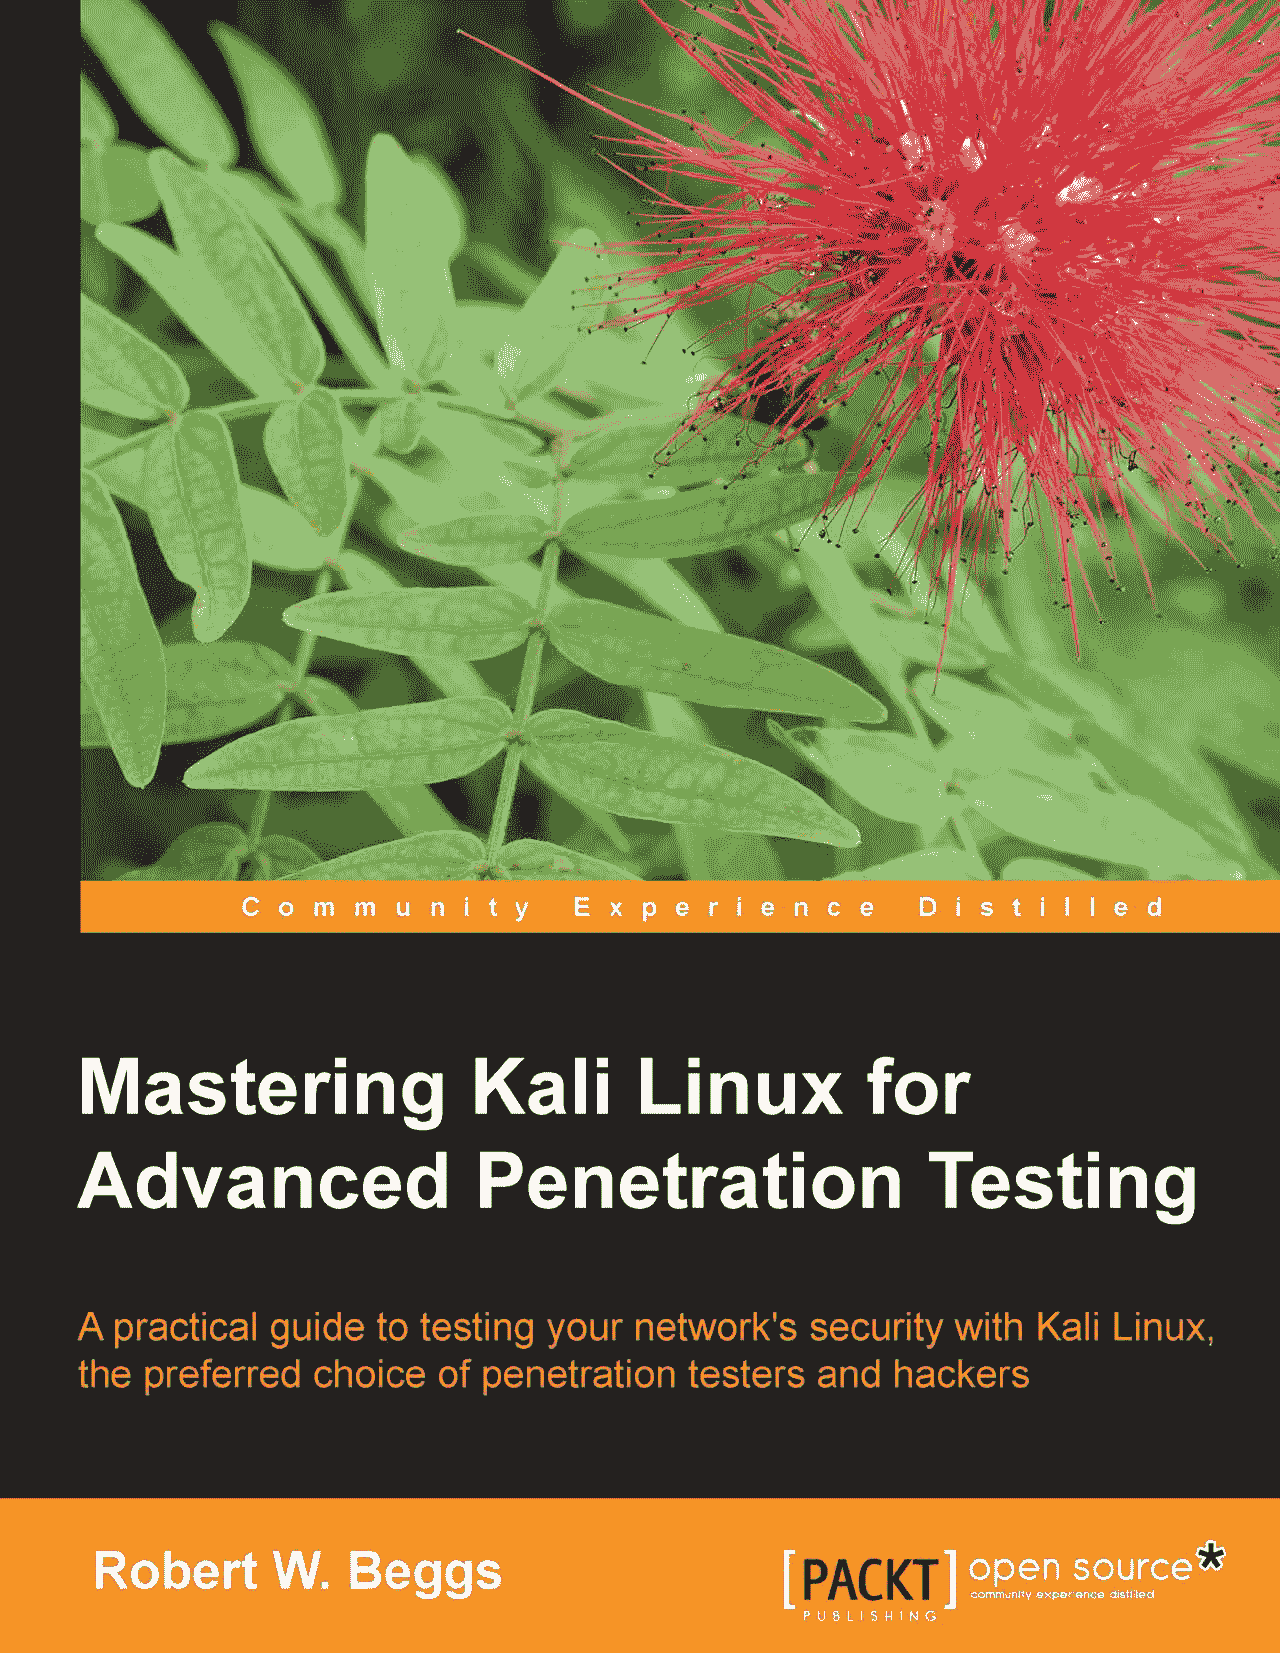 Community Experience Distilled
Mastering Kali Linux for
Advanced Penetration Testing
A practical guide to testing your network's security with Kali Linux,
the preferred choice of penetration testers and hackers
Robert W. Beggs
[PACKT]
PUBLISHING
open source*
community experience distilled